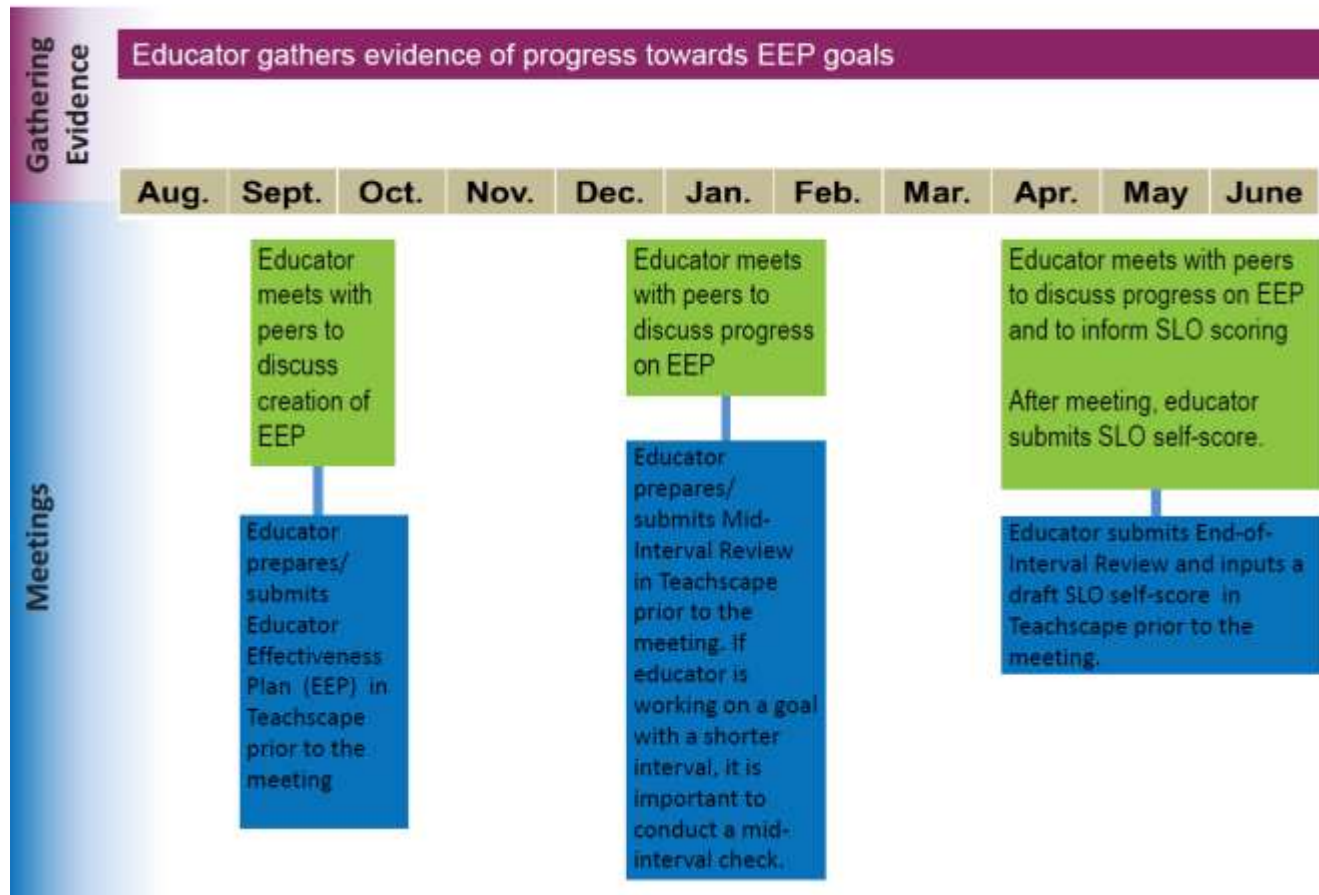 Gathering
Evidence
Educator gathers evidence of progress towards EEP goals
Aug. Sept. Oct. Nov. Dec. Jan. Feb. Mar. Apr. May June
Meetings
Educator
meets with
peers to
discuss
creation of
EEP
Educator
prepares/
submits
Educator
Effectiveness
Plan (EEP) in
Teachscape
prior to the
meeting
Educator meets
with peers to
discuss progress
on EEP
Educator
prepares/
submits Mid-
Interval Review
in Teachscape
prior to the
meeting. If
educator is
working on a goal
with a shorter
interval, it is
important to
conduct a mid-
interval check.
Educator meets with peers
to discuss progress on EEP
and to inform SLO scoring
After meeting, educator
submits SLO self-score.
Educator submits End-of-
Interval Review and inputs a
draft SLO self-score in
Teachscape prior to the
meeting.